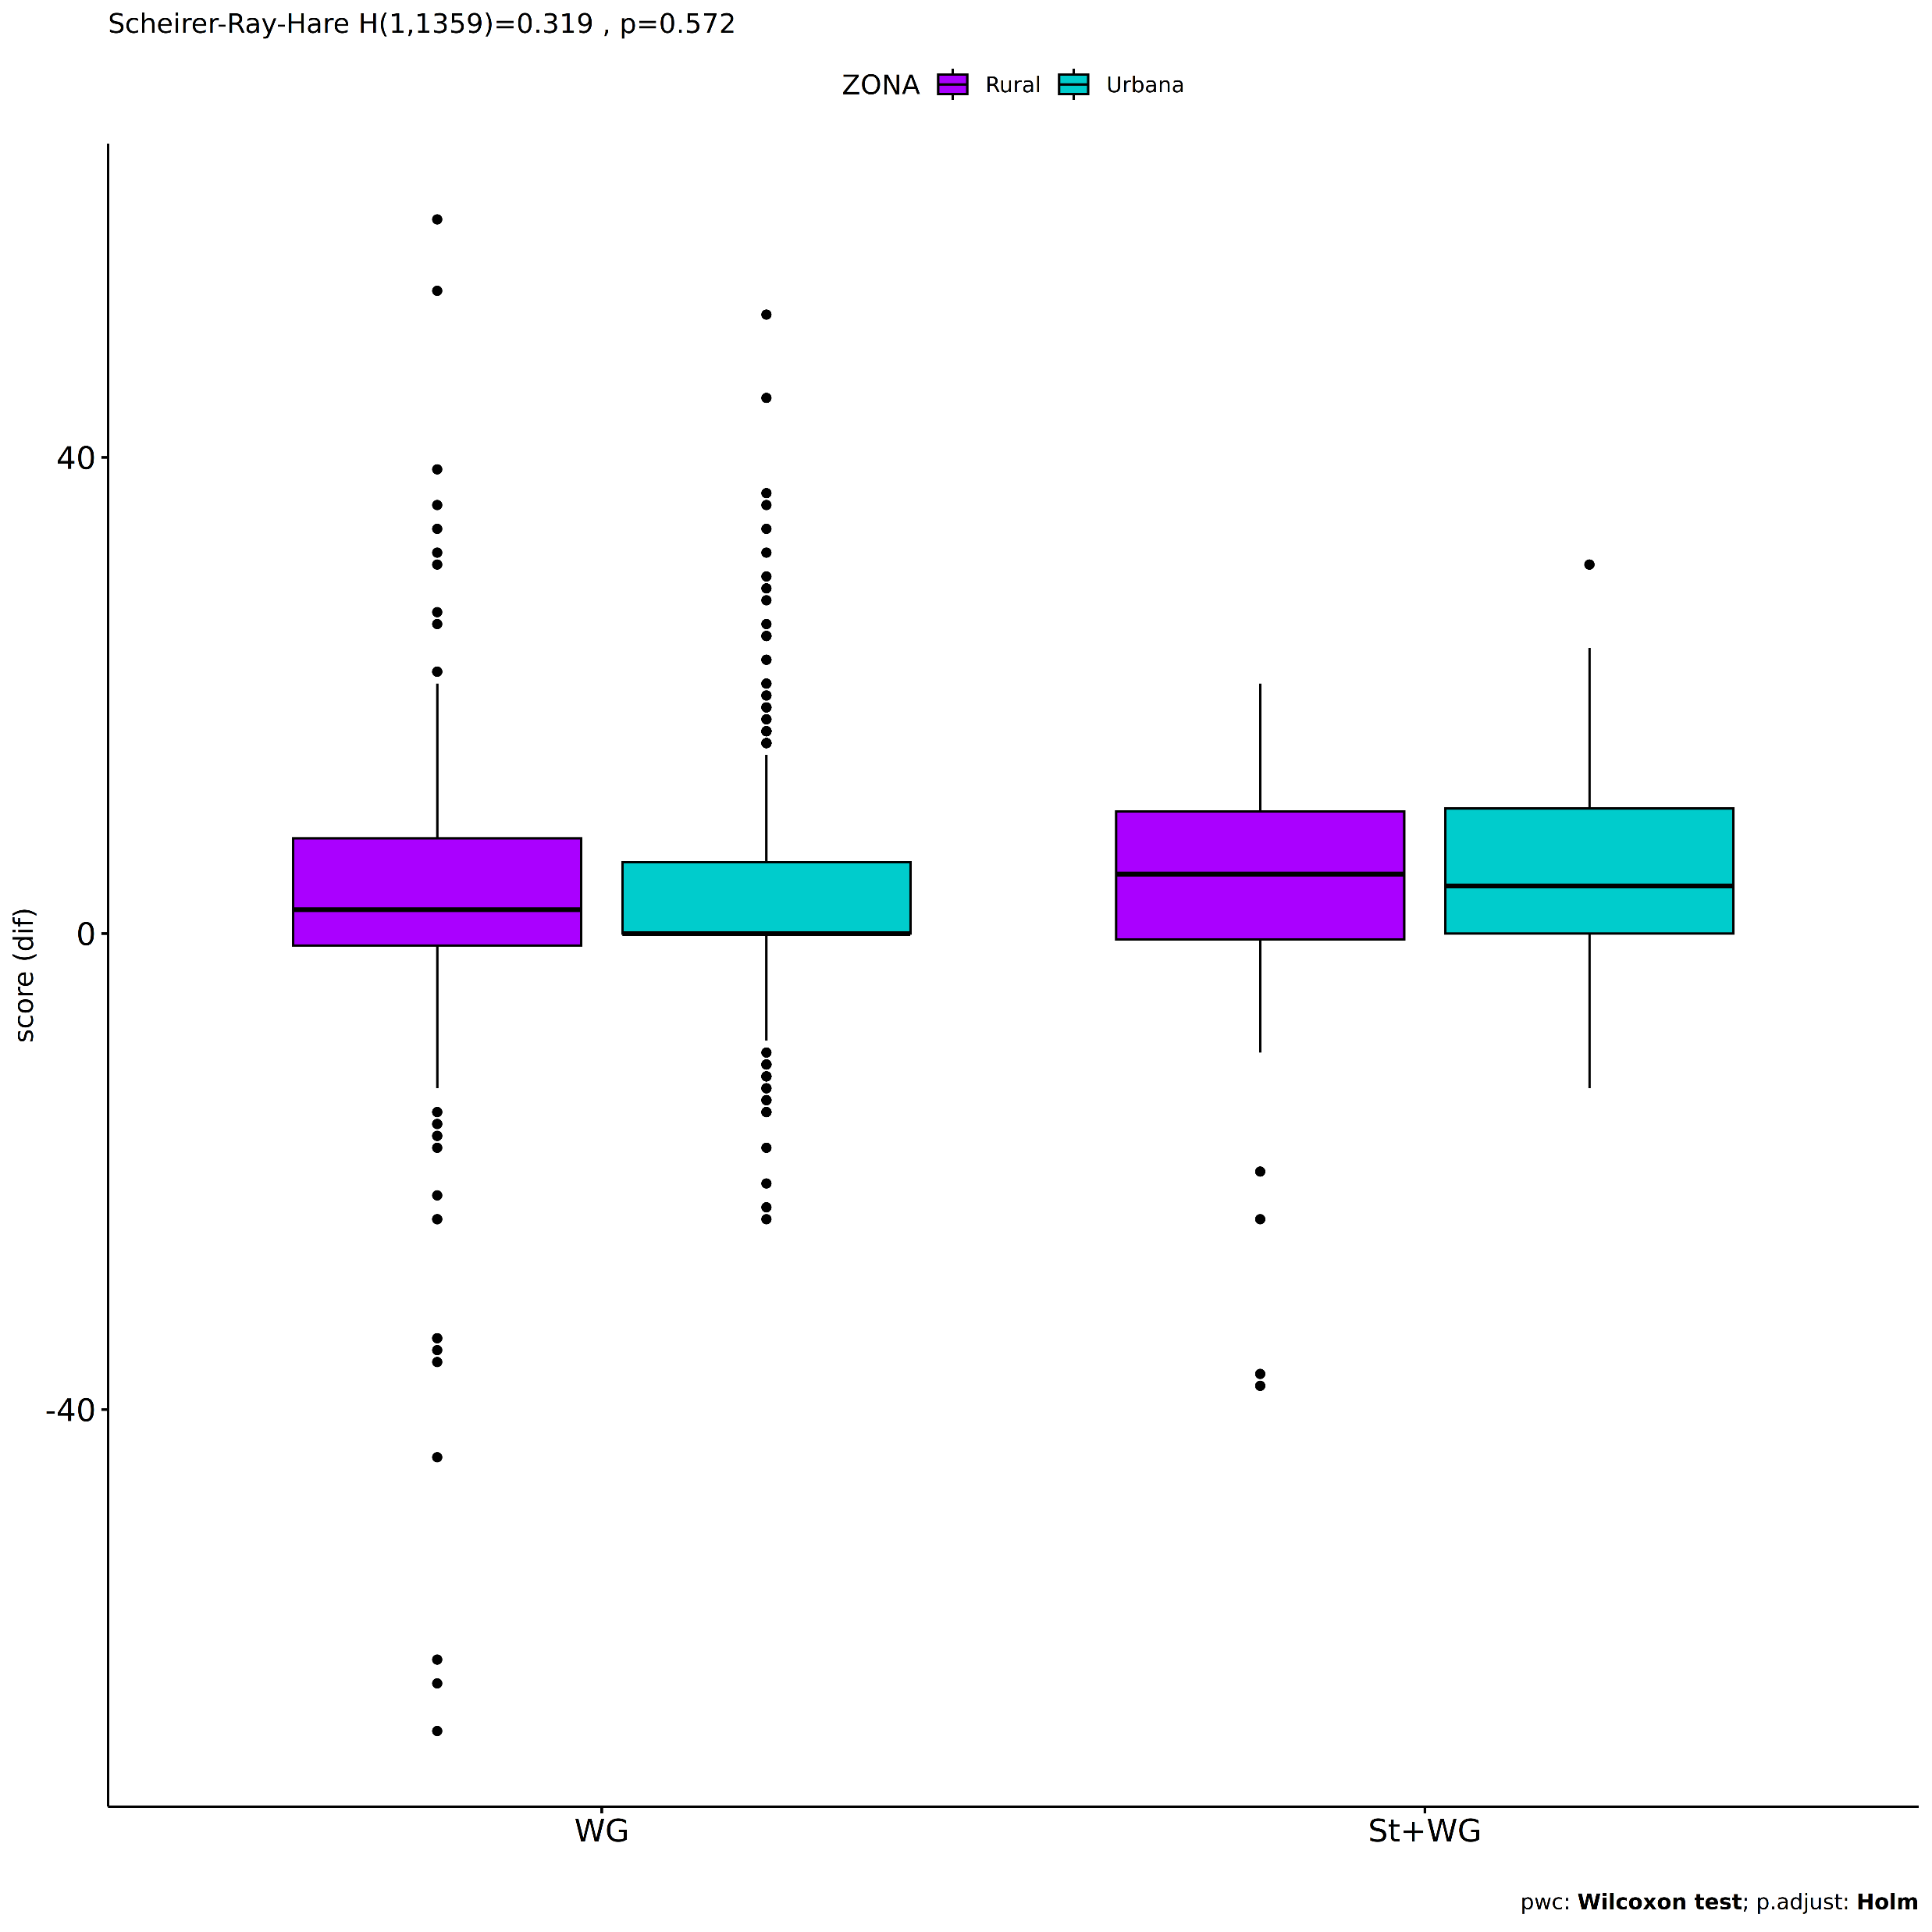 Scheirer-Ray-Hare H(1,1359)=0.319 , p=0.572
ZONA Rural Urbana
40
0
-40
score (dif)
WG St+WG
pwc: Wilcoxon test; p.adjust: Holm